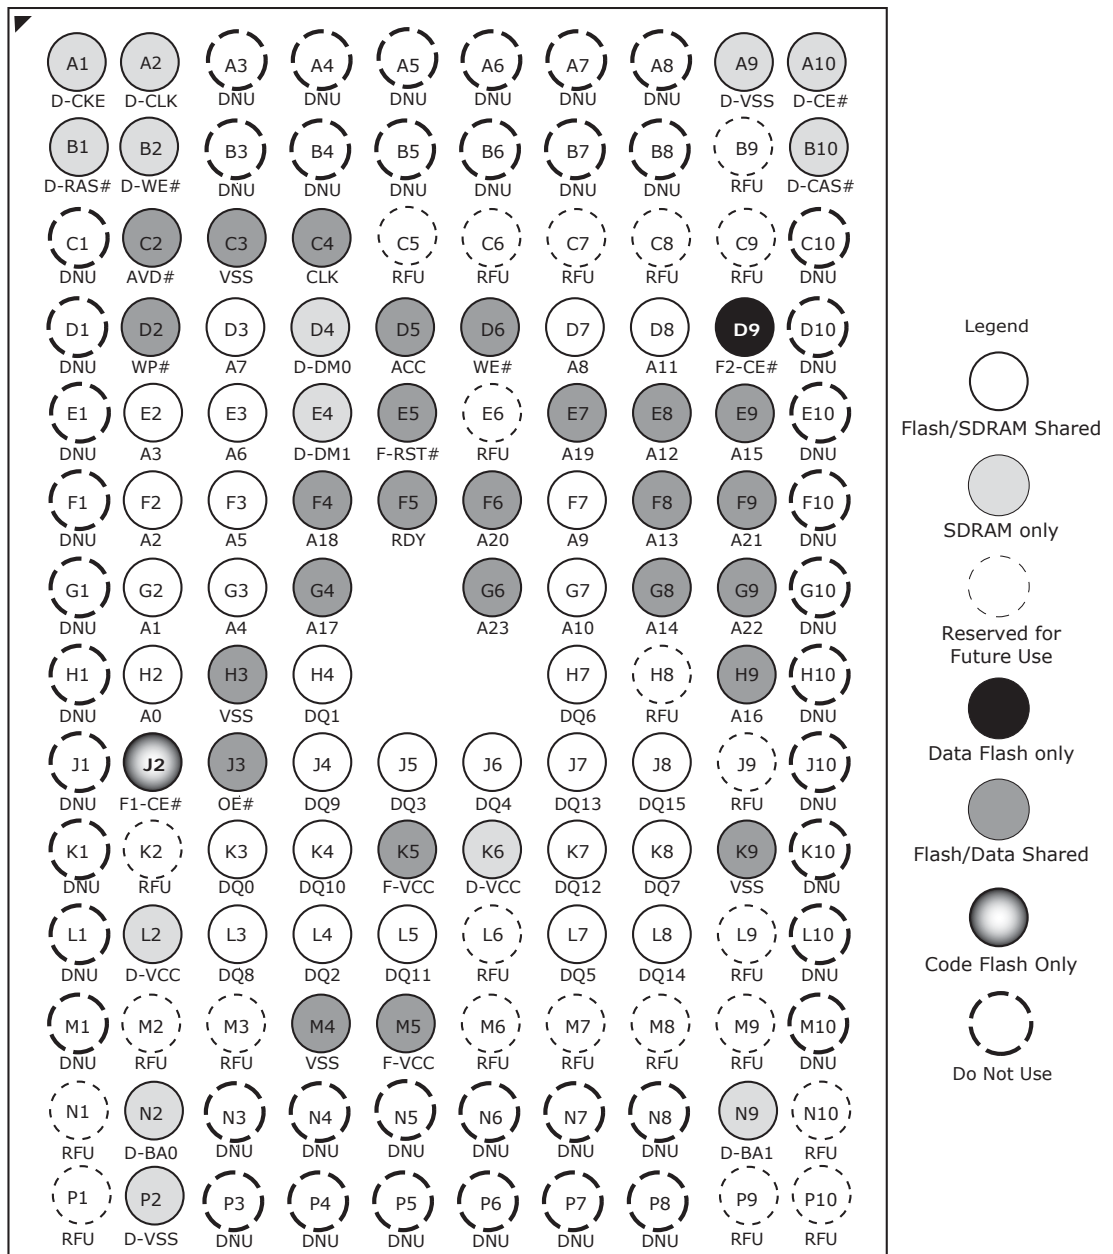 A1 A2 A3 A4 A5 A6 A7 A8 A9 A10
D-CKE D-CLK DNU DNU DNU DNU DNU DNU D-VSS D-CE#
B1 B2 B3 B4 B5 B6 B7 B8 B9 B10
D-RAS# D-WE# DNU DNU DNU DNU DNU DNU RFU D-CAS#
C1 C2 C3 C4 C5 C6 C7 C8 C9 C10
DNU AVD# VSS CLK RFU RFU RFU RFU RFU DNU
D1 D2 D3 D4 D5 D6 D7 D8 D9 D10
DNU WP# A7 D-DM0 ACC WE# A8 A11 F2-CE# DNU
E1 E2 E3 E4 E5 E6 E7 E8 E9 E10
DNU A3 A6 D-DM1 F-RST# RFU A19 A12 A15 DNU
F1 F2 F3 F4 F5 F6 F7 F8 F9 F10
DNU A2 A5 A18 RDY A20 A9 A13 A21 DNU
G1 G2 G3 G4 G6 G7 G8 G9 G10
DNU A1 A4 A17 A23 A10 A14 A22 DNU
H1 H2 H3 H4 H7 H8 H9 H10
DNU A0 VSS DQ1 DQ6 RFU A16 DNU
J1 J2 J3 J4 J5 J6 J7 J8 J9 J10
DNU F1-CE# OE# DQ9 DQ3 DQ4 DQ13 DQ15 RFU DNU
K1 K2 K3 K4 K5 K6 K7 K8 K9 K10
DNU RFU DQ0 DQ10 F-VCC D-VCC DQ12 DQ7 VSS DNU
L1 L2 L3 L4 L5 L6 L7 L8 L9 L10
DNU D-VCC DQ8 DQ2 DQ11 RFU DQ5 DQ14 RFU DNU
M1 M2 M3 M4 M5 M6 M7 M8 M9 M10
DNU RFU RFU VSS F-VCC RFU RFU RFU RFU DNU
N1 N2 N3 N4 N5 N6 N7 N8 N9 N10
RFU D-BA0 DNU DNU DNU DNU DNU DNU D-BA1 RFU
P1 P2 P3 P4 P5 P6 P7 P8 P9 P10
RFU D-VSS DNU DNU DNU DNU DNU DNU RFU RFU
Legend
Flash/SDRAM Shared
SDRAM only
Reserved for
Future Use
Data Flash only
Flash/Data Shared
Code Flash Only
Do Not Use